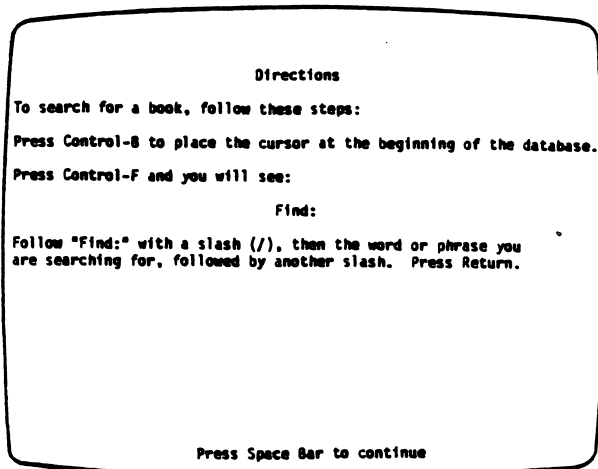 Directions
To search for a book, follow these steps:
Press Control-B to place the cursor at the beginning of the database.
Press Control-F and you will see:
Find:
Follow "Find:" with a slash (/), then the word or phrase you
are searching for, followed by another slash. Press Return.
Press Space Bar to continue